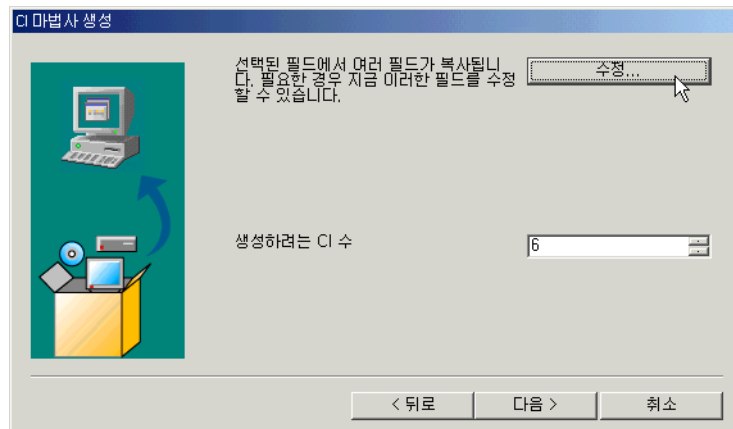 CI 마법사 생성
선택된 필드에서 여러 필드가 복사됩니
다. 필요한 경우 지금 이러한 필드를 수정
할 수 있습니다.
수정...
생성하려는 CI 수
6
< 뒤로
다음 >
취소